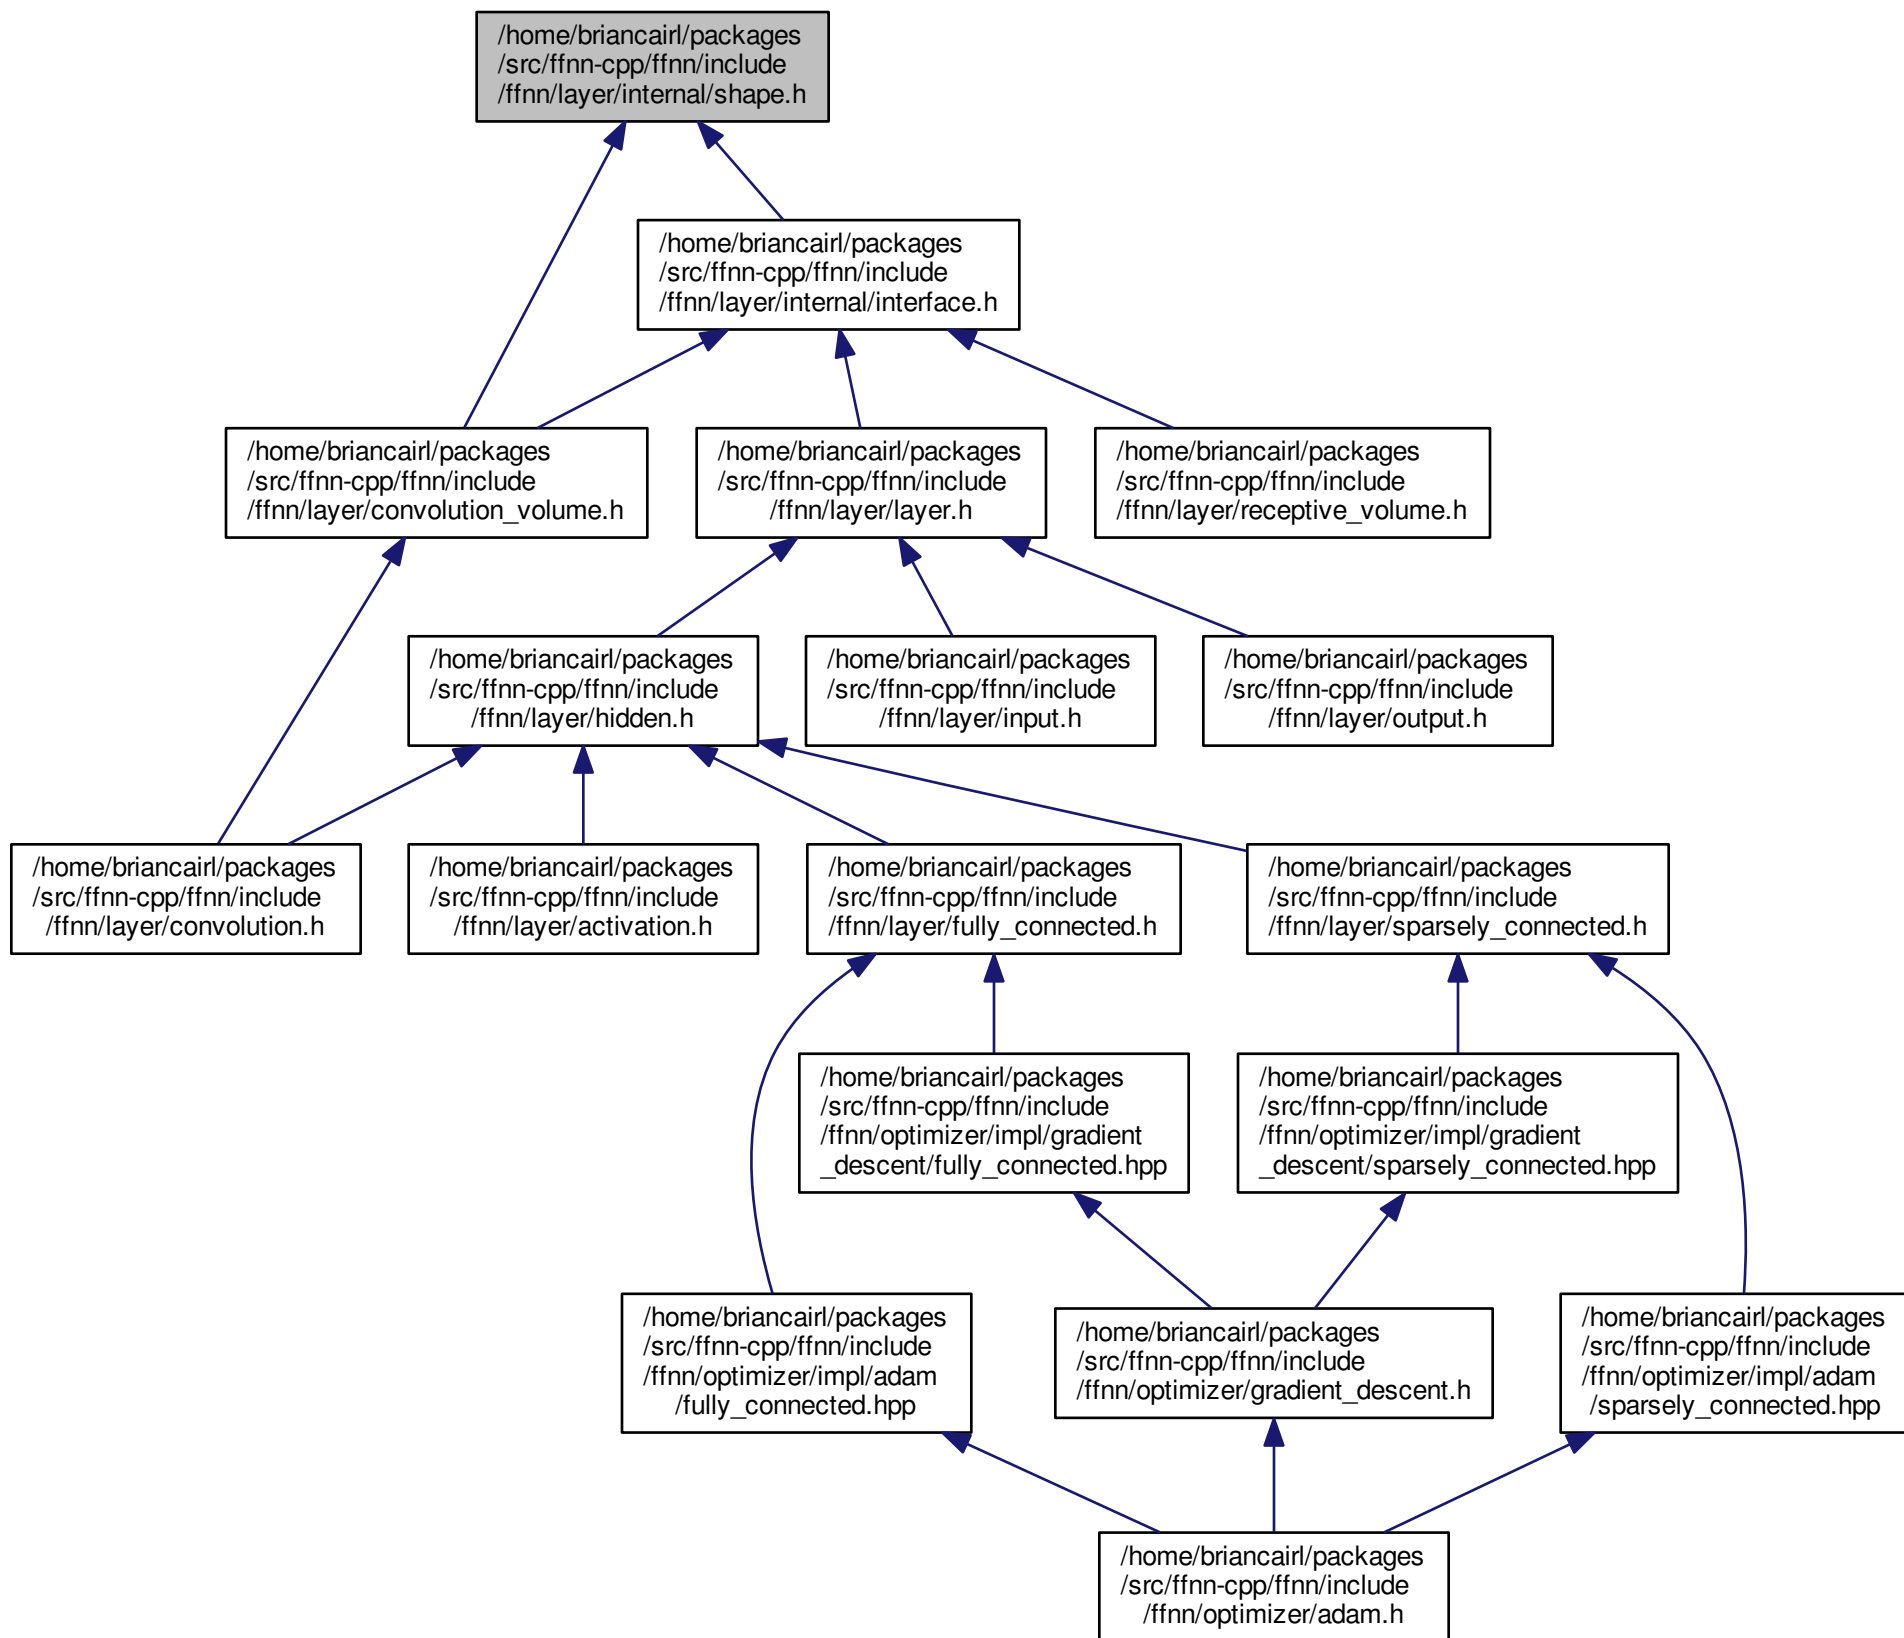 /home/briancairl/packages
/src/ffnn-cpp/ffnn/include
/ffnn/layer/internal/shape.h
/home/briancairl/packages
/src/ffnn-cpp/ffnn/include
/ffnn/layer/internal/interface.h
/home/briancairl/packages
/src/ffnn-cpp/ffnn/include
/ffnn/layer/convolution_volume.h
/home/briancairl/packages
/src/ffnn-cpp/ffnn/include
/ffnn/layer/layer.h
/home/briancairl/packages
/src/ffnn-cpp/ffnn/include
/ffnn/layer/receptive_volume.h
/home/briancairl/packages
/src/ffnn-cpp/ffnn/include
/ffnn/layer/hidden.h
/home/briancairl/packages
/src/ffnn-cpp/ffnn/include
/ffnn/layer/input.h
/home/briancairl/packages
/src/ffnn-cpp/ffnn/include
/ffnn/layer/output.h
/home/briancairl/packages
/src/ffnn-cpp/ffnn/include
/ffnn/layer/convolution.h
/home/briancairl/packages
/src/ffnn-cpp/ffnn/include
/ffnn/layer/activation.h
/home/briancairl/packages
/src/ffnn-cpp/ffnn/include
/ffnn/layer/fully_connected.h
/home/briancairl/packages
/src/ffnn-cpp/ffnn/include
/ffnn/layer/sparsely_connected.h
/home/briancairl/packages
/src/ffnn-cpp/ffnn/include
/ffnn/optimizer/impl/gradient
_descent/fully_connected.hpp
/home/briancairl/packages
/src/ffnn-cpp/ffnn/include
/ffnn/optimizer/impl/gradient
_descent/sparsely_connected.hpp
/home/briancairl/packages
/src/ffnn-cpp/ffnn/include
/ffnn/optimizer/impl/adam
/fully_connected.hpp
/home/briancairl/packages
/src/ffnn-cpp/ffnn/include
/ffnn/optimizer/gradient_descent.h
/home/briancairl/packages
/src/ffnn-cpp/ffnn/include
/ffnn/optimizer/impl/adam
/sparsely_connected.hpp
/home/briancairl/packages
/src/ffnn-cpp/ffnn/include
/ffnn/optimizer/adam.h